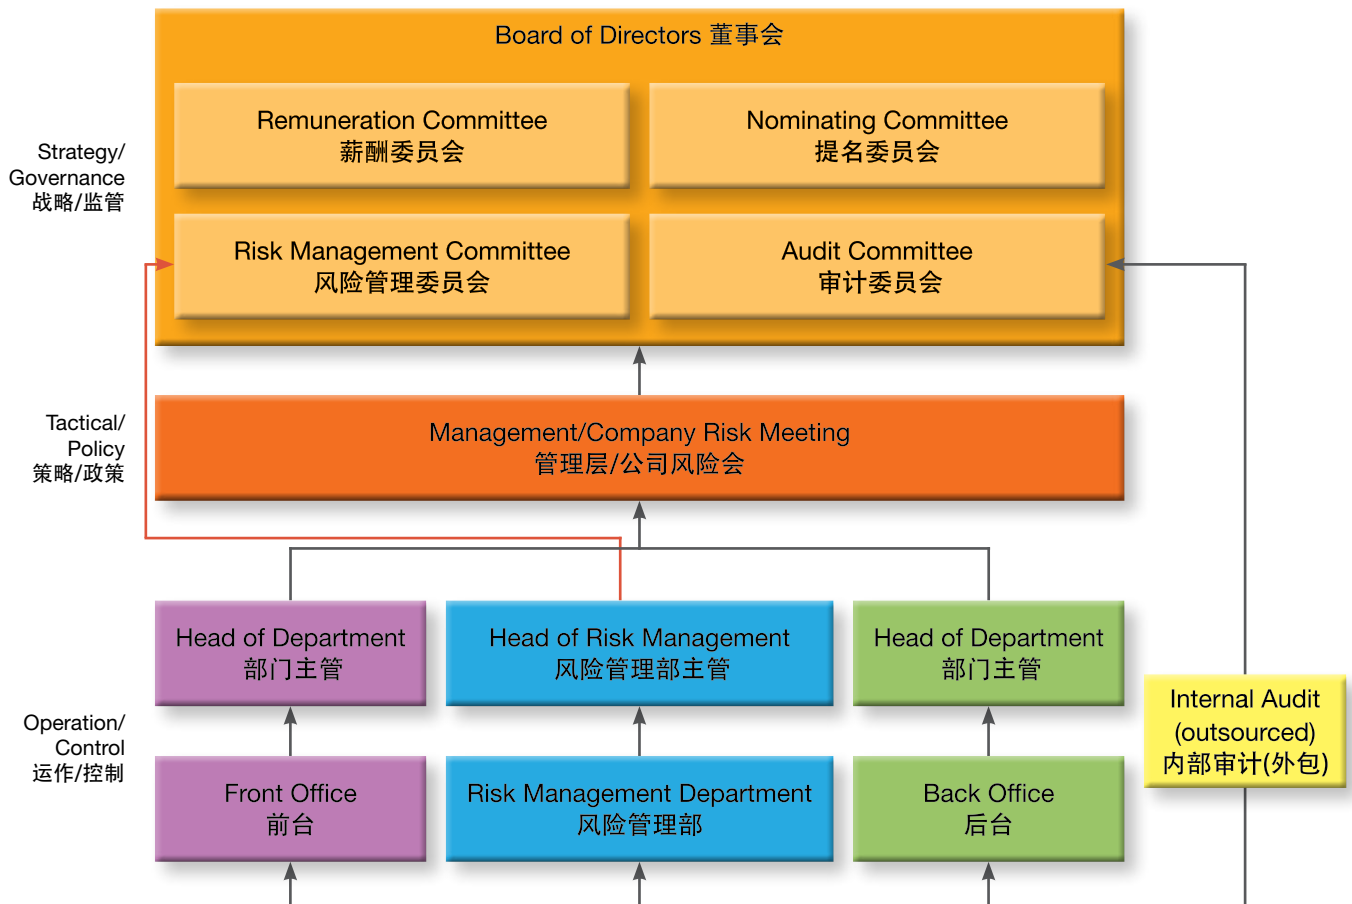 Board of Directors 董事会
Remuneration Committee
薪酬委员会
Nominating Committee
提名委员会
Strategy/
Governance
战略/监管
Risk Management Committee
风险管理委员会
Audit Committee
审计委员会
Tactical/
Policy
策略/政策
Management/Company Risk Meeting
管理层/公司风险会
Head of Department
部门主管
Head of Risk Management
风险管理部主管
Head of Department
部门主管
Operation/
Control
运作/控制
Front Office
前台
Risk Management Department
风险管理部
Back Office
后台
Internal Audit
(outsourced)
内部审计(外包)